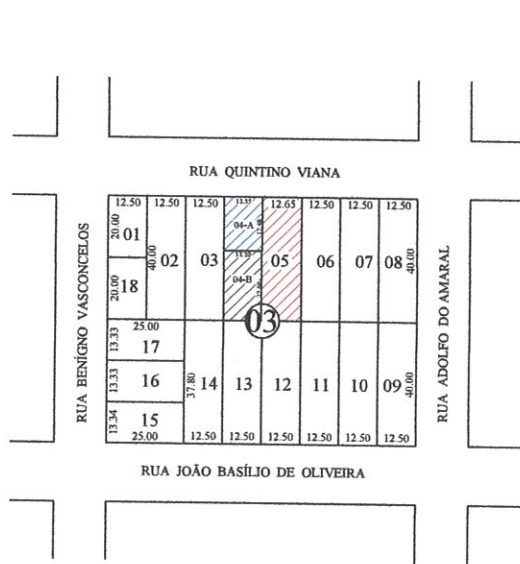 RUA QUINTINO VIANA
12.50 12.50 12.50 12.65 12.50 12.50 12.50
20.00 01
04-A
RUA BENÍGNO VASCONCELOS
40.00 02 03 05 06 07 08 40.00
RUA ADOLFO DO AMARAL
04-B
20.00 18
03
25.00
13.33 17
13.33 16
37.80 14 13 12 11 10 09 40.00
13.34 15
25.00 12.50 12.50 12.50 12.50 12.50 12.50
RUA JOÃO BASÍLIO DE OLIVEIRA